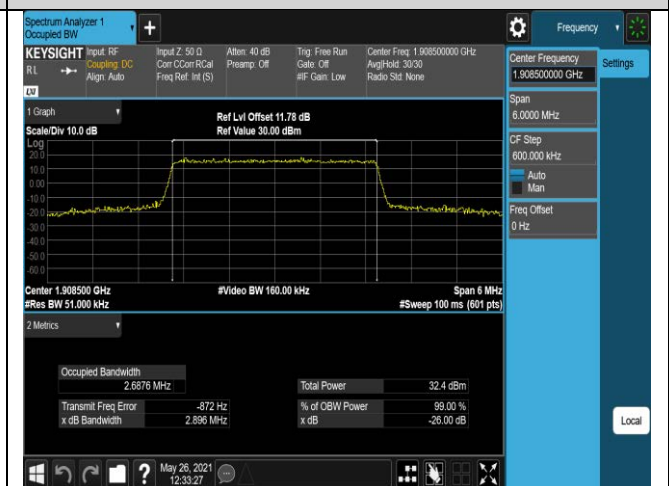 Spectrum Analyzer 1
Occupied BW
+
Frequency
KEYSIGHT Input: RF
RL
Coupling: DC
Align: Auto
LXI
Input Z: 50 Ω
Corr CCorr RCal
Freq Ref: Int (S)
Atten: 40 dB
Preamp: Off
Trig: Free Run
Gate: Off
#IF Gain: Low
Center Freq: 1.908500000 GHz
Avg|Hold: 30/30
Radio Std: None
Center Frequency
1.908500000 GHz
Settings
Span
6.0000 MHz
CF Step
600.000 kHz
Auto
Man
Freq Offset
0 Hz
1 Graph
Scale/Div 10.0 dB
Ref Lvl Offset 11.78 dB
Ref Value 30.00 dBm
Log
20.0
10.0
0.00
-10.0
-20.0
-30.0
-40.0
-50.0
-60.0
Center 1.908500 GHz
#Res BW 51.000 kHz
#Video BW 160.00 kHz
Span 6 MHz
#Sweep 100 ms (601 pts)
2 Metrics
Occupied Bandwidth
2.6876 MHz
Total Power 32.4 dBm
Transmit Freq Error -872 Hz
x dB Bandwidth 2.896 MHz
% of OBW Power 99.00 %
x dB -26.00 dB
Local
?
May 26, 2021
12:33:27